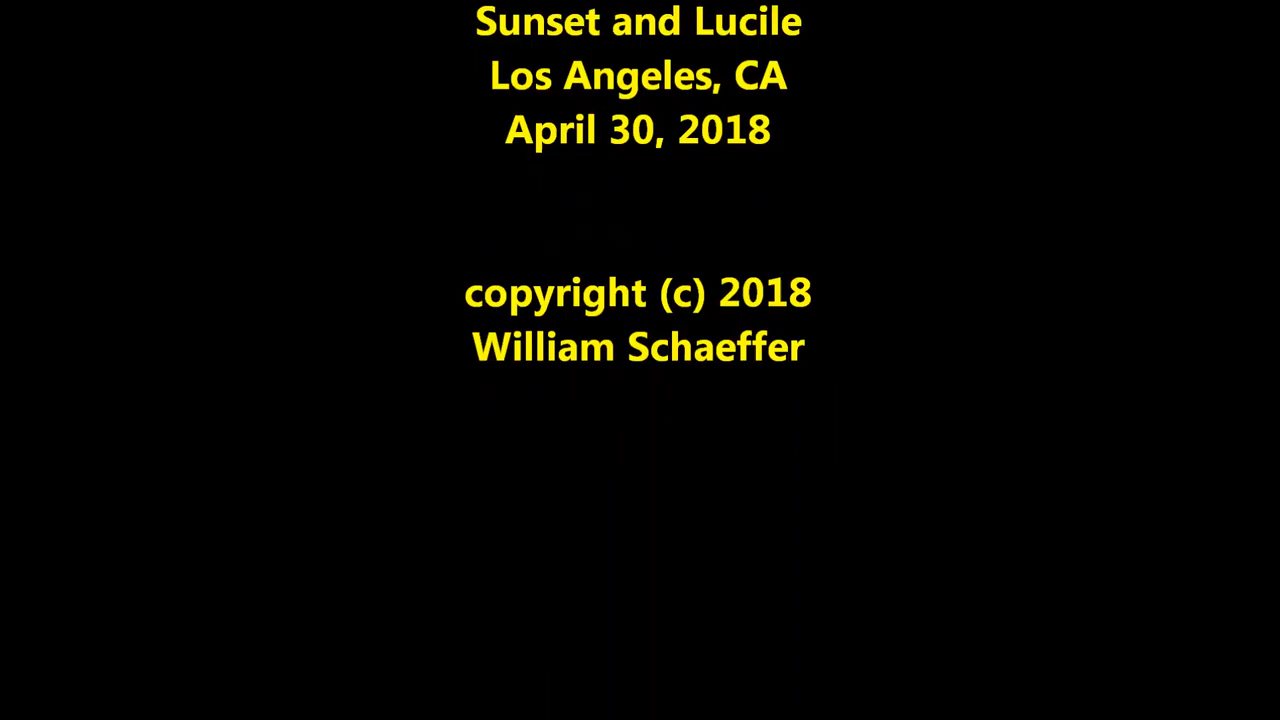 Sunset and Lucile
Los Angeles, CA
April 30, 2018
copyright (c) 2018
William Schaeffer